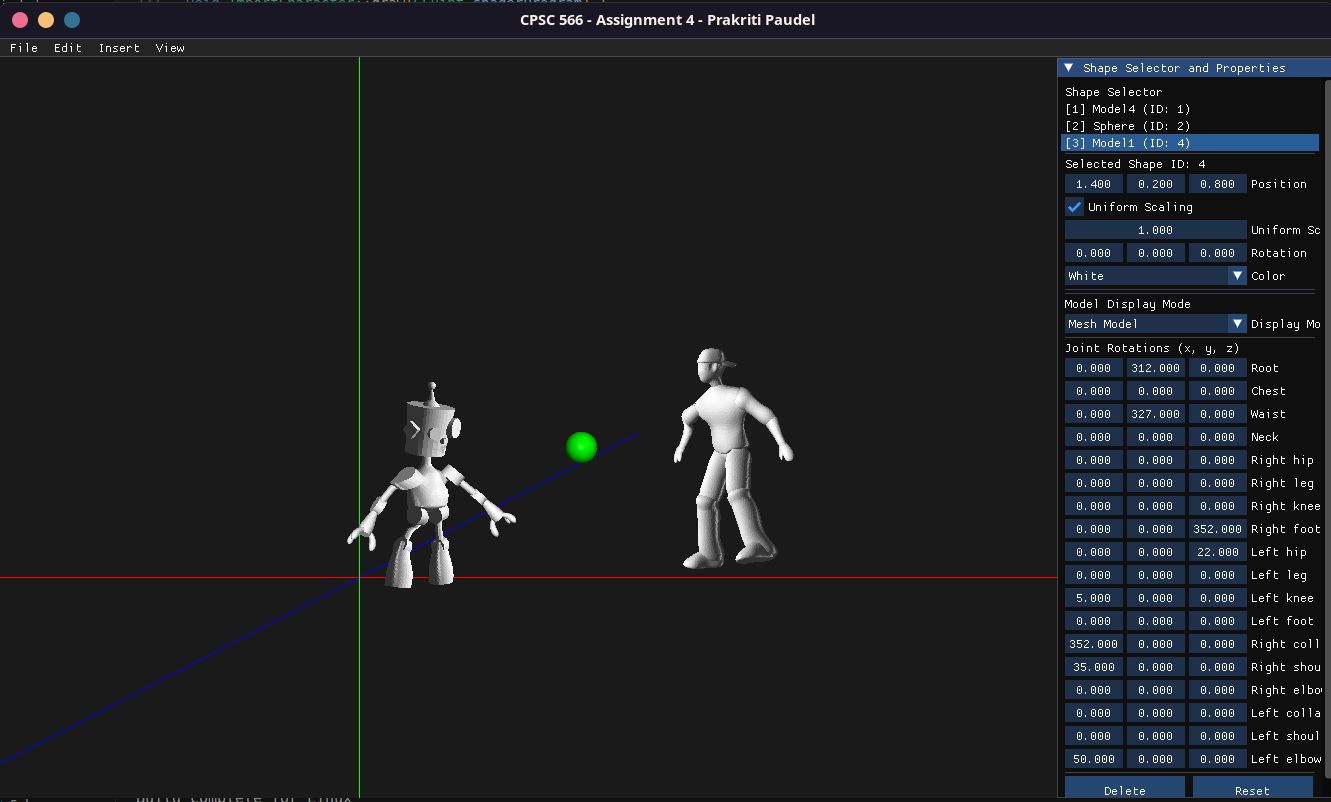 CPSC 566 - Assignment 4 - Prakriti Paudel
File Edit Insert View
▼ Shape Selector and Properties
Shape Selector
[1] Model4 (ID: 1)
[2] Sphere (ID: 2)
[3] Model1 (ID: 4)
Selected Shape ID: 4
1.400 0.200 0.800 Position
Uniform Scaling
1.000 Uniform Sc
0.000 0.000 0.000 Rotation
White Color
Model Display Mode
Mesh Model Display Mo
Joint Rotations (x, y, z)
0.000 312.000 0.000 Root
0.000 0.000 0.000 Chest
0.000 327.000 0.000 Waist
0.000 0.000 0.000 Neck
0.000 0.000 0.000 Right hip
0.000 0.000 0.000 Right leg
0.000 0.000 0.000 Right knee
0.000 0.000 352.000 Right foot
0.000 0.000 22.000 Left hip
0.000 0.000 0.000 Left leg
5.000 0.000 0.000 Left knee
0.000 0.000 0.000 Left foot
352.000 0.000 0.000 Right coll
35.000 0.000 0.000 Right shou
0.000 0.000 0.000 Right elbo
0.000 0.000 0.000 Left colla
0.000 0.000 0.000 Left shoul
50.000 0.000 0.000 Left elbow
Delete Reset